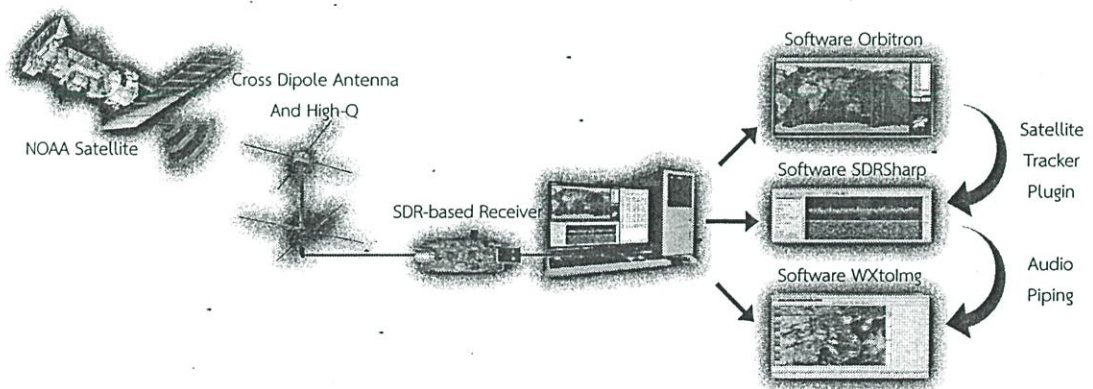 Software Orbitron
Cross Dipole Antenna
And High-Q
NOAA Satellite
Satellite
Tracker
Plugin
Software SDRSharp
SDR-based Receiver
Software WXtoImg
Audio
Piping